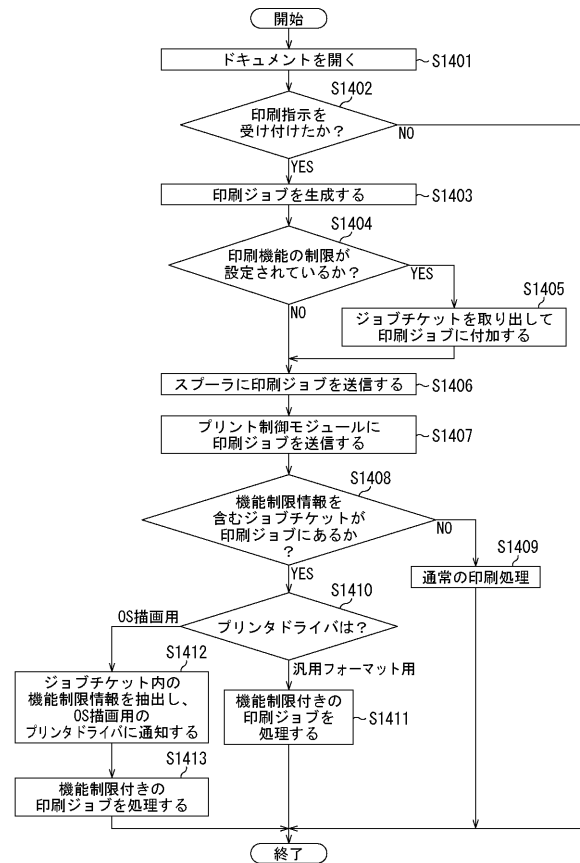 開始
ドキュメントを開く
S1401
S1402
印刷指示を
受け付けたか？
NO
YES
印刷ジョブを生成する
S1403
S1404
印刷機能の制限が
設定されているか？
YES
NO
S1405
ジョブチケットを取り出して
印刷ジョブに付加する
スプーラに印刷ジョブを送信する
S1406
プリント制御モジュールに
印刷ジョブを送信する
S1407
S1408
機能制限情報を
含むジョブチケットが
印刷ジョブにあるか
？
NO
YES
S1409
通常の印刷処理
S1410
プリンタドライバは？
OS描画用
汎用フォーマット用
S1412
ジョブチケット内の
機能制限情報を抽出し、
OS描画用の
プリンタドライバに通知する
機能制限付きの
印刷ジョブを
処理する
S1411
S1413
機能制限付きの
印刷ジョブを処理する
終了